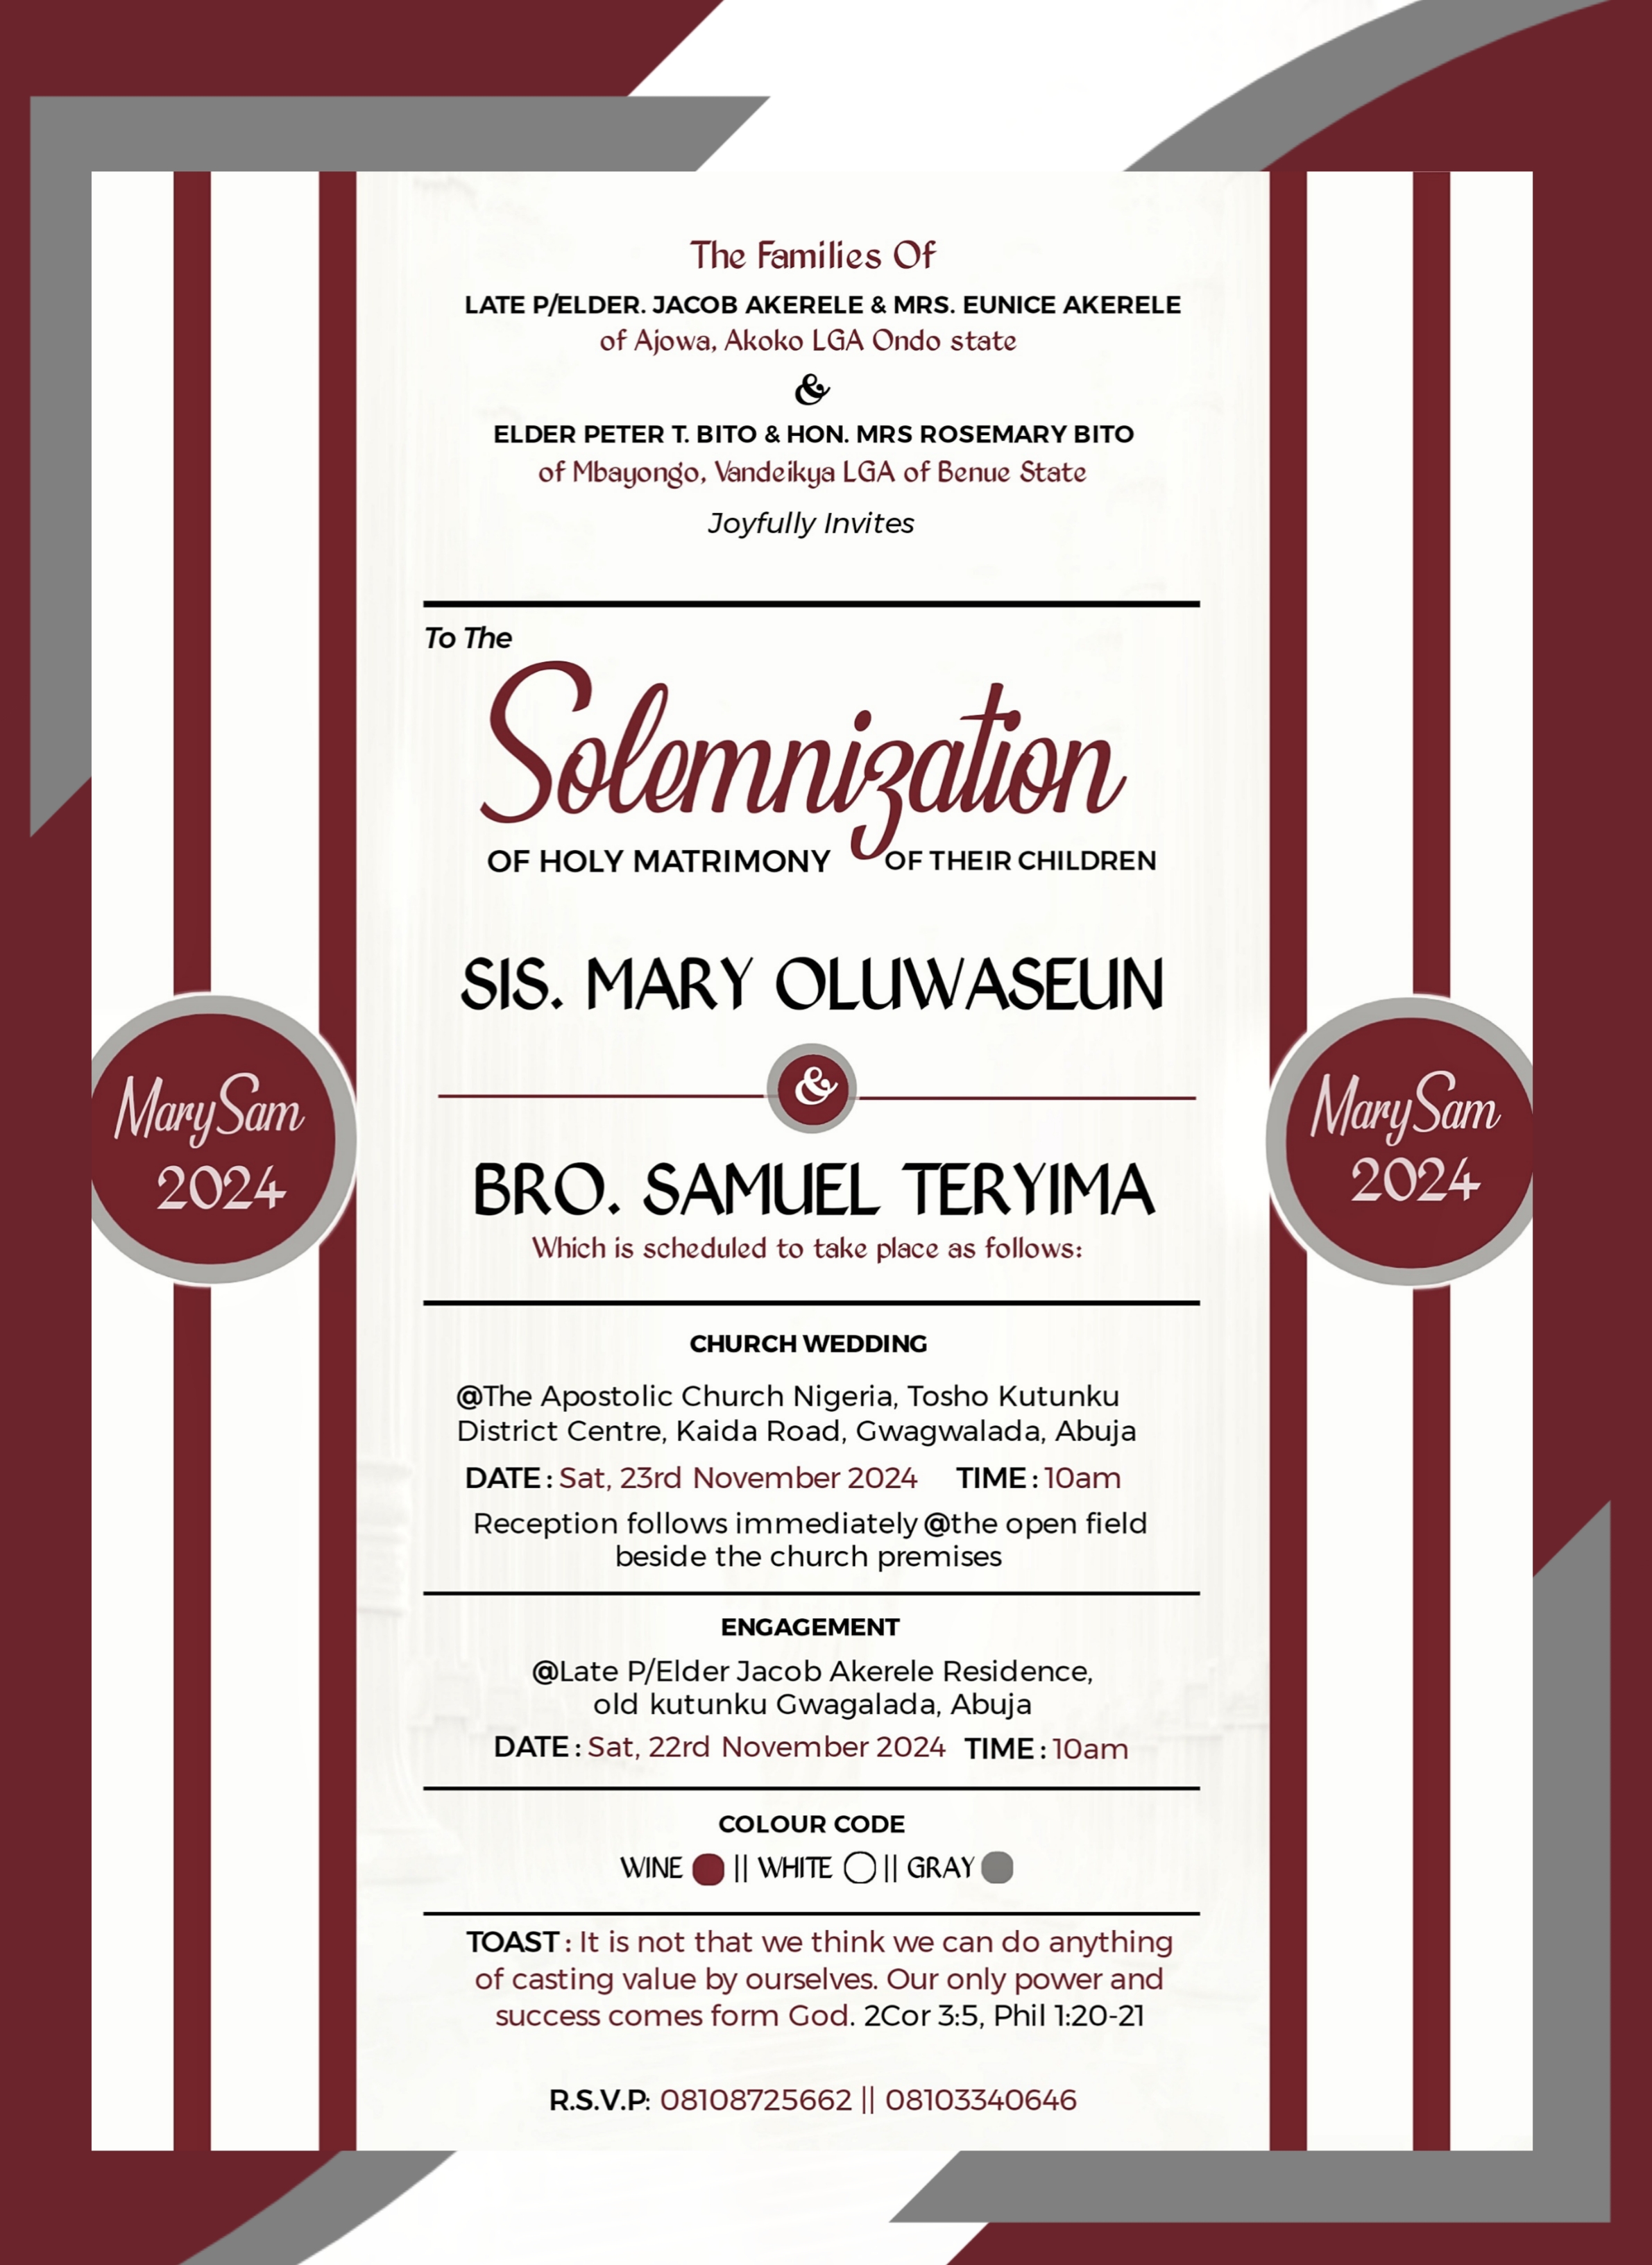 The Families Of
LATE P/ELDER. JACOB AKERELE & MRS. EUNICE AKERELE
of Ajowa, Akoko LGA Ondo state
&
ELDER PETER T. BITO & HON. MRS ROSEMARY BITO
of Mbayongo, Vandeikya LGA of Benue State
Joyfully Invites
To The
Solemnization
OF HOLY MATRIMONY OF THEIR CHILDREN
SIS. MARY OLUWASEUN
&
BRO. SAMUEL TERYIMA
Which is scheduled to take place as follows:
MarySam
2024
MarySam
2024
CHURCH WEDDING
@The Apostolic Church Nigeria, Tosho Kutunku
District Centre, Kaida Road, Gwagwalada, Abuja
DATE: Sat, 23rd November 2024 TIME: 10am
Reception follows immediately @the open field
beside the church premises
ENGAGEMENT
@Late P/Elder Jacob Akerele Residence,
old kutunku Gwagalada, Abuja
DATE: Sat, 22rd November 2024 TIME: 10am
COLOUR CODE
WINE || WHITE || GRAY
TOAST: It is not that we think we can do anything
of casting value by ourselves. Our only power and
success comes form God. 2Cor 3:5, Phil 1:20-21
R.S.V.P: 08108725662 || 08103340646